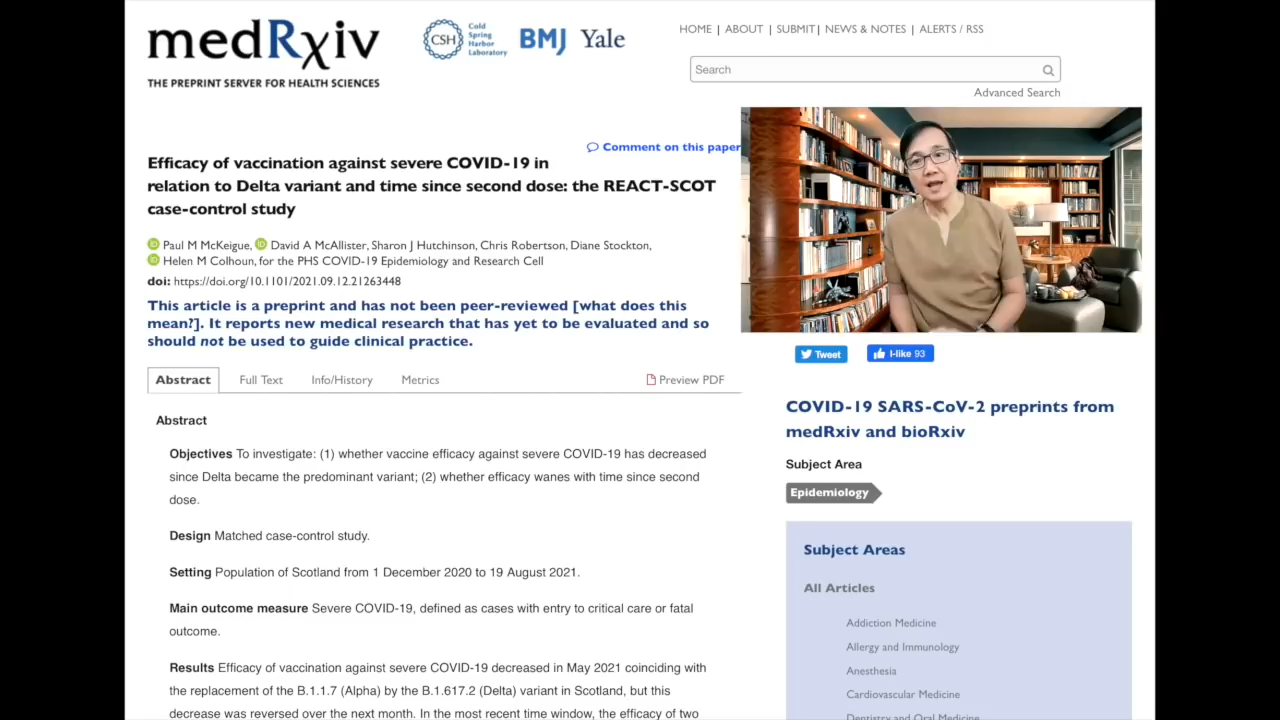 medRxiv
THE PREPRINT SERVER FOR HEALTH SCIENCES
CSH
Cold
Spring
Harbor
Laboratory
BMJ
Yale
HOME | ABOUT | SUBMIT| NEWS & NOTES | ALERTS / RSS
Search
Advanced Search
Comment on this paper
Efficacy of vaccination against severe COVID-19 in
relation to Delta variant and time since second dose: the REACT-SCOT
case-control study
iD Paul M McKeigue, iD David A McAllister, Sharon J Hutchinson, Chris Robertson, Diane Stockton,
iD Helen M Colhoun, for the PHS COVID-19 Epidemiology and Research Cell
doi: https://doi.org/10.1101/2021.09.12.21263448
This article is a preprint and has not been peer-reviewed [what does this
mean?]. It reports new medical research that has yet to be evaluated and so
should not be used to guide clinical practice.
Abstract Full Text Info/History Metrics Preview PDF
Abstract
Objectives To investigate: (1) whether vaccine efficacy against severe COVID-19 has decreased
since Delta became the predominant variant; (2) whether efficacy wanes with time since second
dose.
Design Matched case-control study.
Setting Population of Scotland from 1 December 2020 to 19 August 2021.
Main outcome measure Severe COVID-19, defined as cases with entry to critical care or fatal
outcome.
Results Efficacy of vaccination against severe COVID-19 decreased in May 2021 coinciding with
the replacement of the B.1.1.7 (Alpha) by the B.1.617.2 (Delta) variant in Scotland, but this
decrease was reversed over the next month. In the most recent time window, the efficacy of two
Tweet
I-like 93
COVID-19 SARS-CoV-2 preprints from
medRxiv and bioRxiv
Subject Area
Epidemiology
Subject Areas
All Articles
Addiction Medicine
Allergy and Immunology
Anesthesia
Cardiovascular Medicine
Dentistry and Oral Medicine